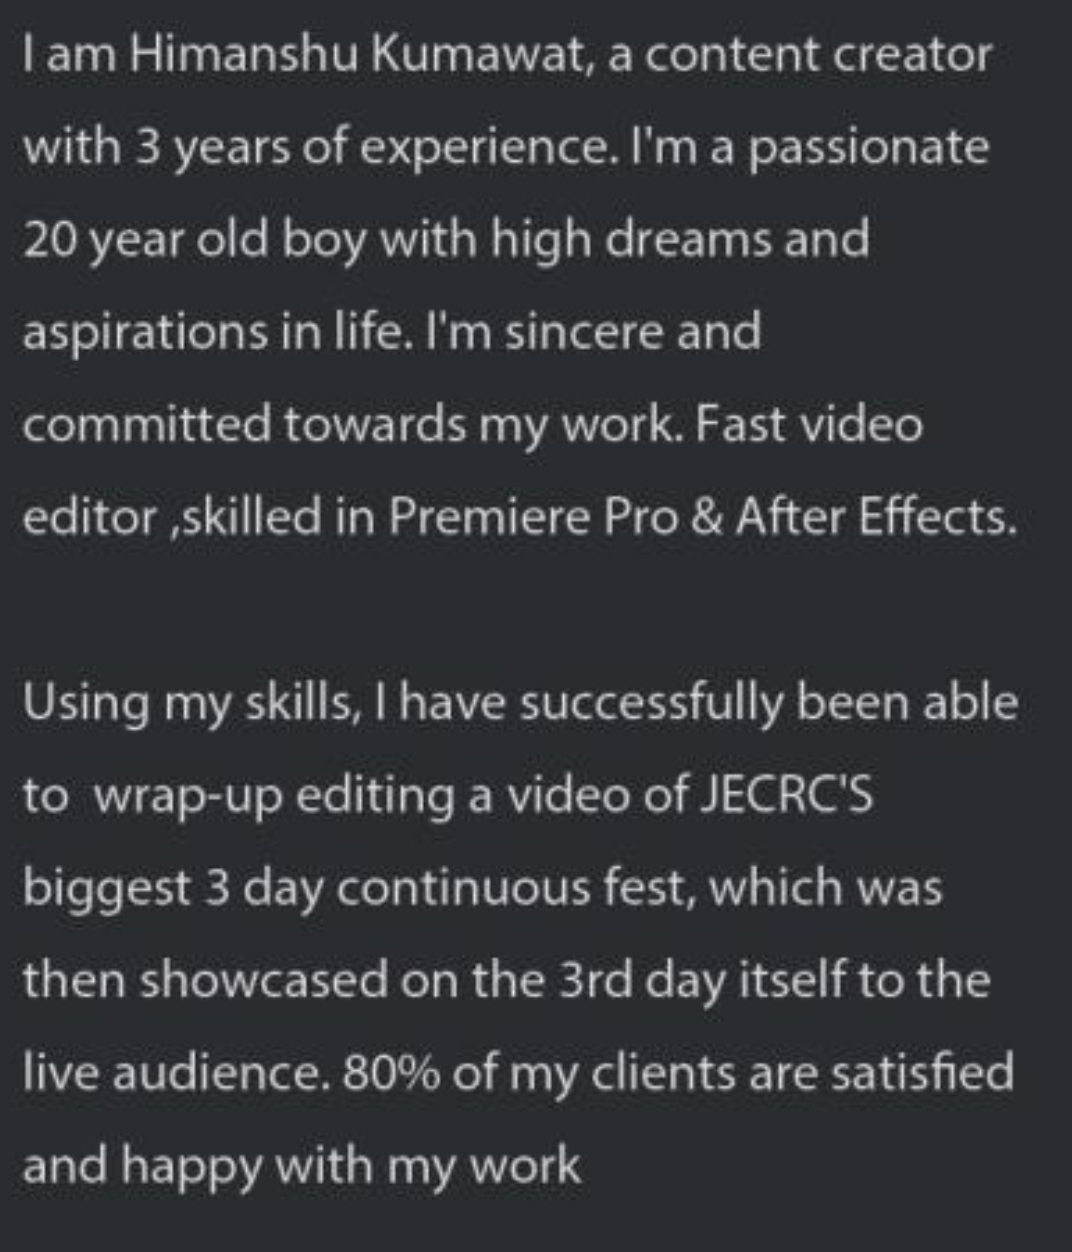 I am Himanshu Kumawat, a content creator
with 3 years of experience. I'm a passionate
20 year old boy with high dreams and
aspirations in life. I'm sincere and
committed towards my work. Fast video
editor ,skilled in Premiere Pro & After Effects.
Using my skills, I have successfully been able
to  wrap-up editing a video of JECRC'S
biggest 3 day continuous fest, which was
then showcased on the 3rd day itself to the
live audience. 80% of my clients are satisfied
and happy with my work